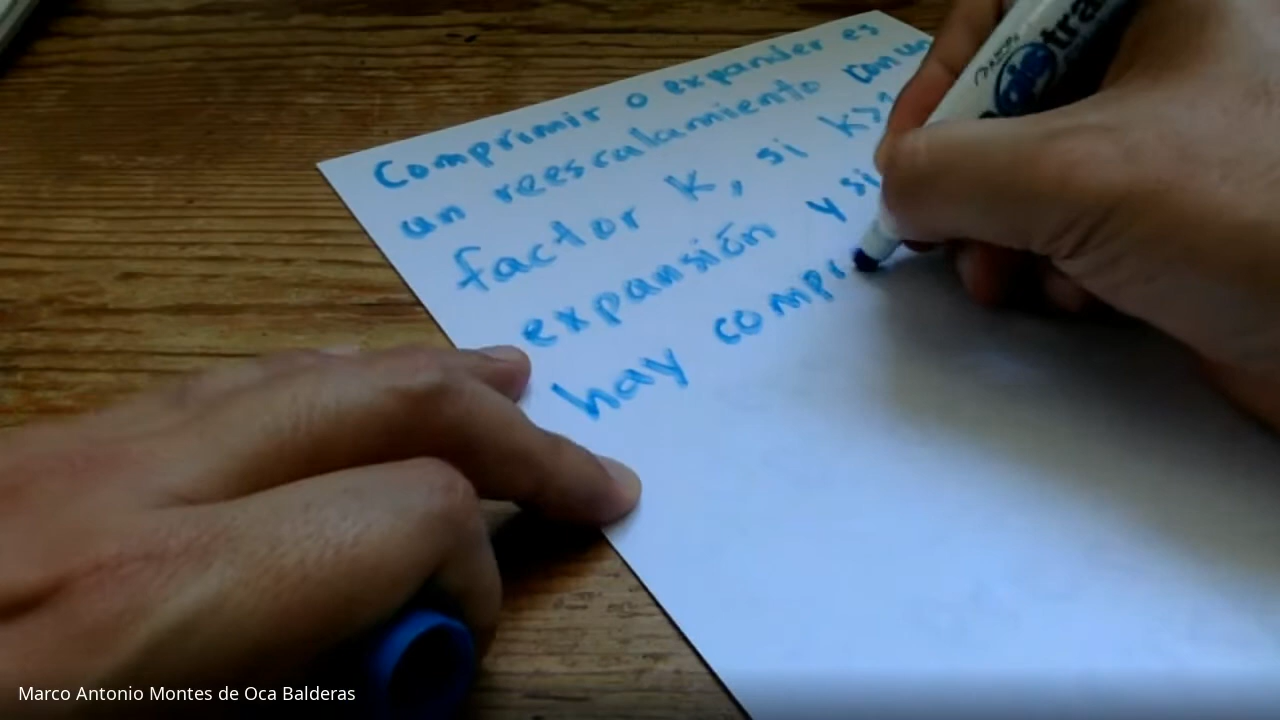 Comprimir o expander es
un reescalamiento con un
factor k, si k>1
expansión y si
hay compr
Marco Antonio Montes de Oca Balderas